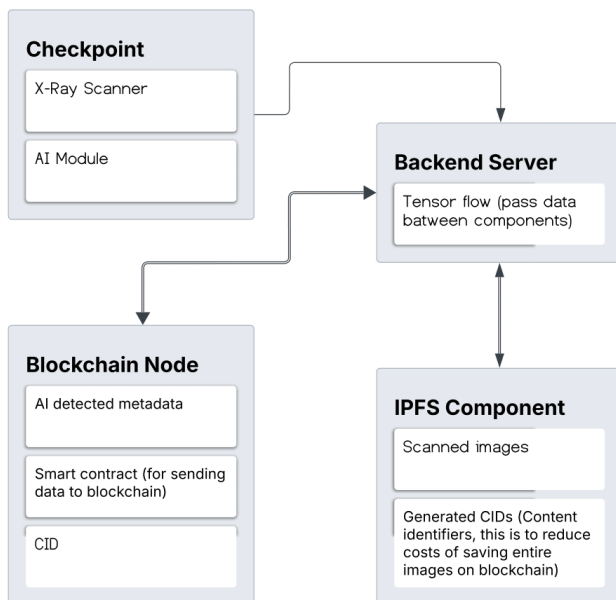 Checkpoint
X-Ray Scanner
AI Module
Backend Server
Tensor flow (pass data
batween components)
Blockchain Node
AI detected metadata
Smart contract (for sending
data to blockchain)
CID
IPFS Component
Scanned images
Generated CIDs (Content
identifiers, this is to reduce
costs of saving entire
images on blockchain)